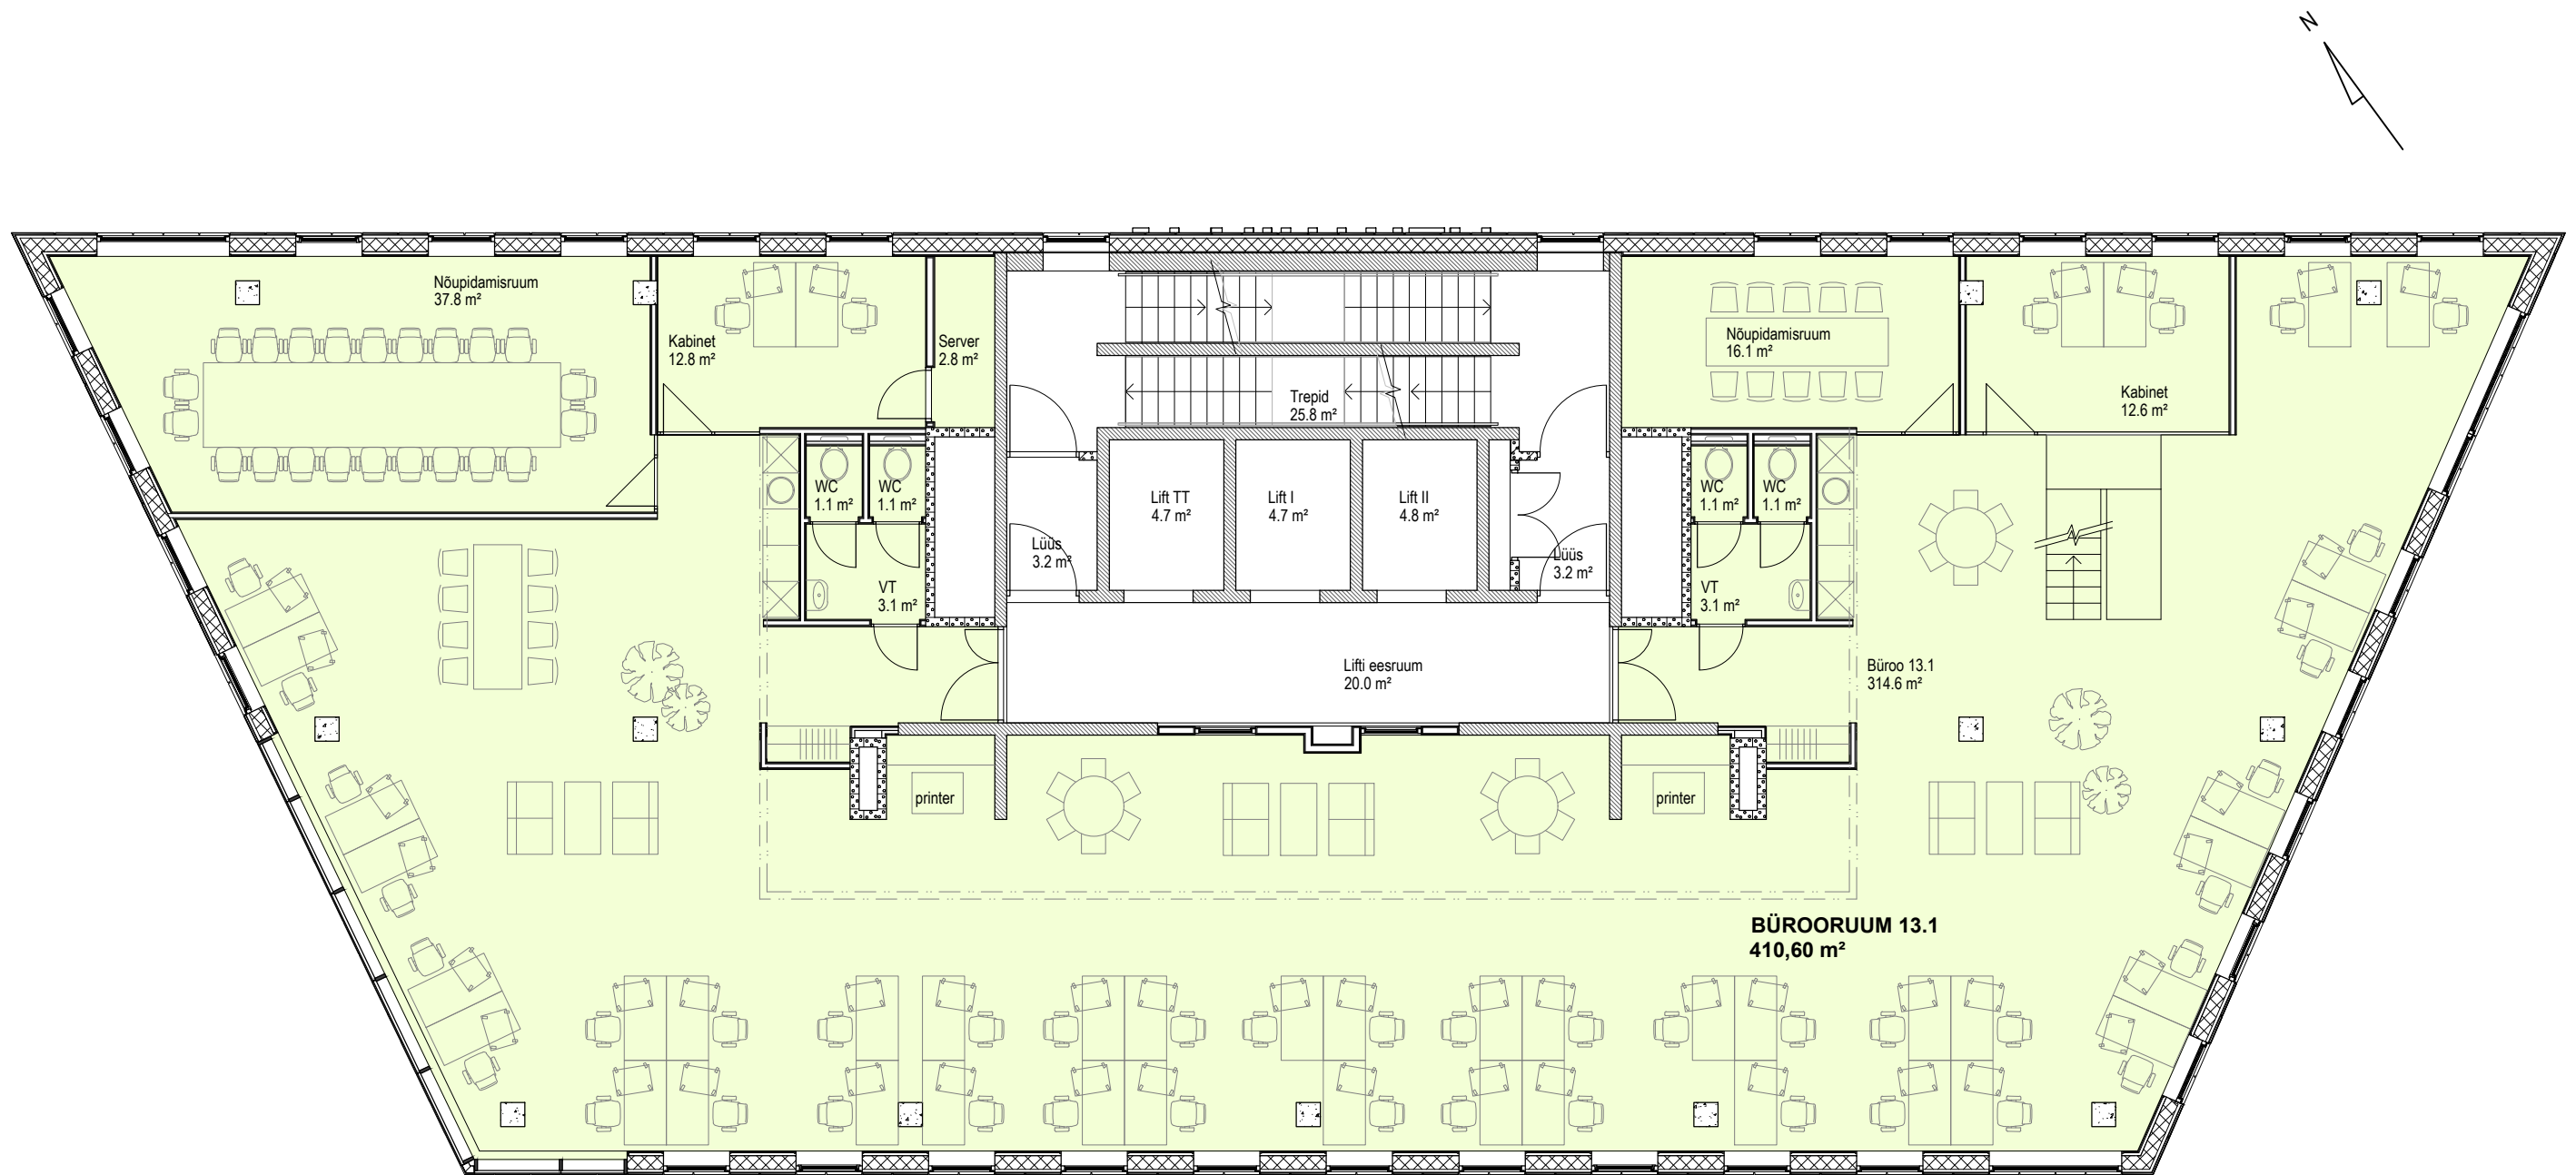 N
Nõupidamisruum
37.8 m²
Kabinet
12.8 m²
Server
2.8 m²
Trepid
25.8 m²
Nõupidamisruum
16.1 m²
Kabinet
12.6 m²
WC
1.1 m²
WC
1.1 m²
Lift TT
4.7 m²
Lift I
4.7 m²
Lift II
4.8 m²
WC
1.1 m²
WC
1.1 m²
Lüüs
3.2 m²
Lüüs
3.2 m²
VT
3.1 m²
VT
3.1 m²
Lifti eesruum
20.0 m²
Büroo 13.1
314.6 m²
printer
printer
BÜROORUUM 13.1
410,60 m²